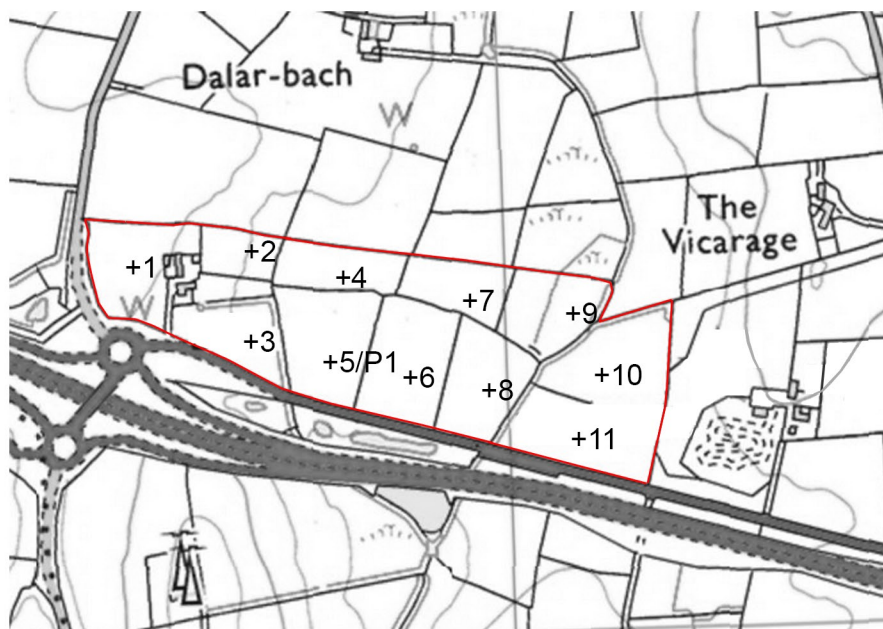 Dalar-bach
W
The
Vicarage
+1
+2
+4
+7
+9
W
+3
+5/P1
+6
+8
+10
+11